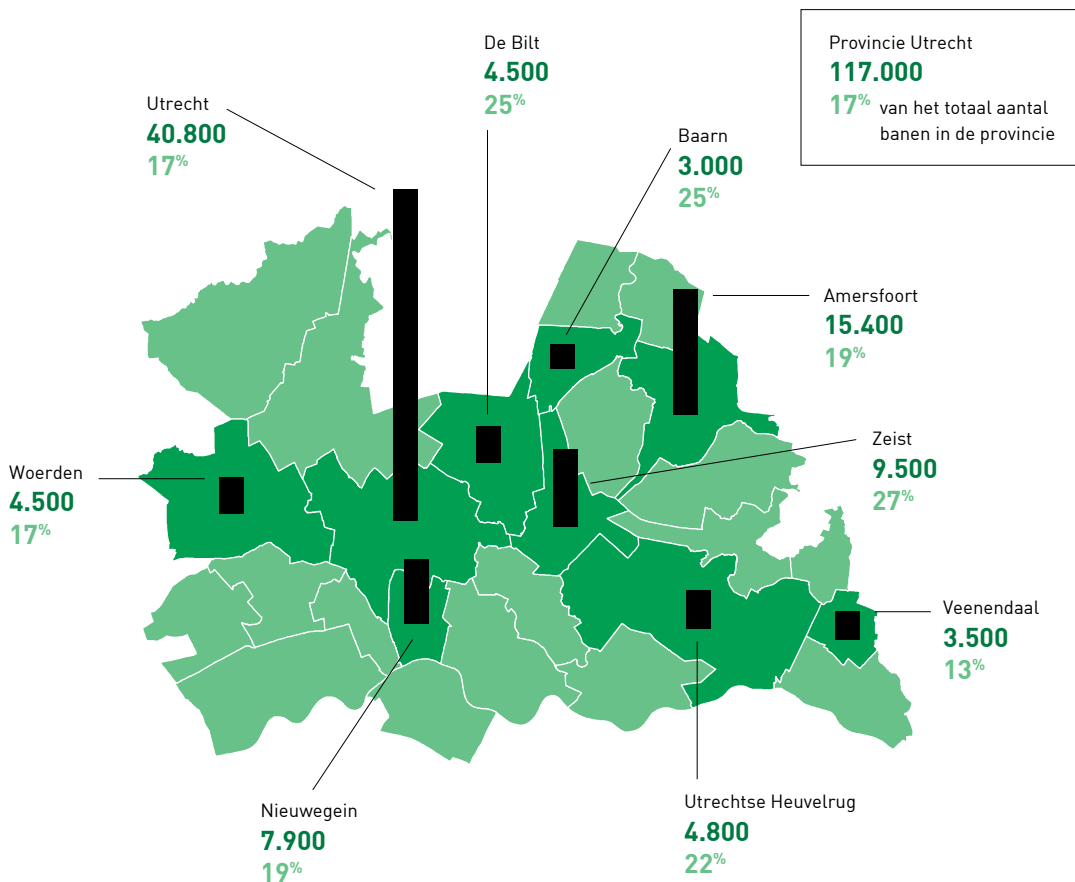 De Bilt
4.500
25%
Provincie Utrecht
117.000
17% van het totaal aantal
banen in de provincie
Utrecht
40.800
17%
Baarn
3.000
25%
Amersfoort
15.400
19%
Zeist
9.500
27%
Woerden
4.500
17%
Veenendaal
3.500
13%
Nieuwegein
7.900
19%
Utrechtse Heuvelrug
4.800
22%